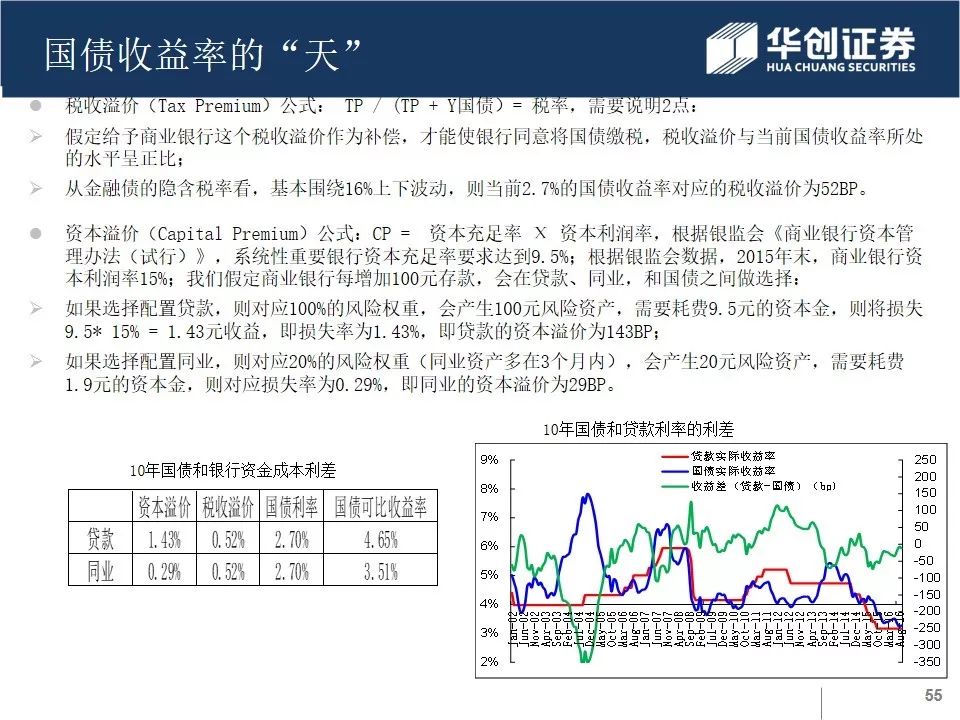 国债收益率的“天”
华创证券
HUA CHUANG SECURITIES
● 税收溢价（Tax Premium）公式： TP / (TP + Y国债) = 税率，需要说明2点：
➢ 假定给予商业银行这个税收溢价作为补偿，才能使银行同意将国债缴税，税收溢价与当前国债收益率所处
的水平呈正比；
➢ 从金融债的隐含税率看，基本围绕16%上下波动，则当前2.7%的国债收益率对应的税收溢价为52BP。
● 资本溢价（Capital Premium）公式：CP = 资本充足率 X 资本利润率，根据银监会《商业银行资本管
理办法（试行）》，系统性重要银行资本充足率要求达到9.5%；根据银监会数据，2015年末，商业银行资
本利润率15%；我们假定商业银行每增加100元存款，会在贷款、同业，和国债之间做选择：
➢ 如果选择配置贷款，则对应100%的风险权重，会产生100元风险资产，需要耗费9.5元的资本金，则将损失
9.5* 15% = 1.43元收益，即损失率为1.43%，即贷款的资本溢价为143BP；
➢ 如果选择配置同业，则对应20%的风险权重（同业资产多在3个月内），会产生20元风险资产，需要耗费
1.9元的资本金，则对应损失率为0.29%，即同业的资本溢价为29BP。
10年国债和银行资金成本利差
资本溢价 税收溢价 国债利率 国债可比收益率
贷款 1.43% 0.52% 2.70% 4.65%
同业 0.29% 0.52% 2.70% 3.51%
10年国债和贷款利率的利差
贷款实际收益率
国债实际收益率
收益差（贷款-国债）（bp）
9%
8%
7%
6%
5%
4%
3%
2%
250
200
150
100
50
0
-50
-100
-150
-200
-250
-300
-350
Jan-02
Jun-02
Nov-02
Apr-03
Sep-03
Feb-04
Jul-04
Dec-04
May-05
Oct-05
Mar-06
Aug-06
Jan-07
Jun-07
Nov-07
Apr-08
Sep-08
Feb-09
Jul-09
Dec-09
May-10
Oct-10
Mar-11
Aug-11
Jan-12
Jun-12
Nov-12
Apr-13
Sep-13
Feb-14
Jul-14
Dec-14
May-15
Oct-15
Mar-16
Aug-16
55